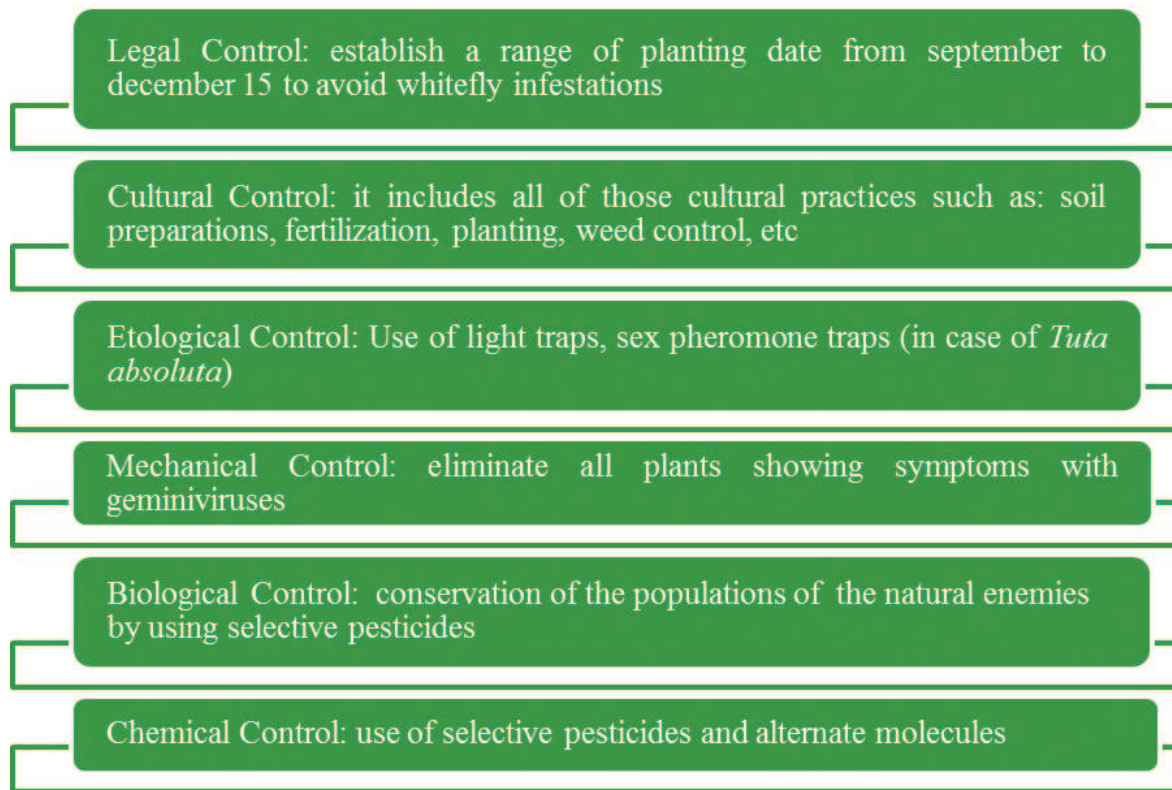 Legal Control: establish a range of planting date from september to
december 15 to avoid whitefly infestations
Cultural Control: it includes all of those cultural practices such as: soil
preparations, fertilization, planting, weed control, etc
Etological Control: Use of light traps, sex pheromone traps (in case of Tuta
absoluta)
Mechanical Control: eliminate all plants showing symptoms with
geminiviruses
Biological Control: conservation of the populations of the natural enemies
by using selective pesticides
Chemical Control: use of selective pesticides and alternate molecules